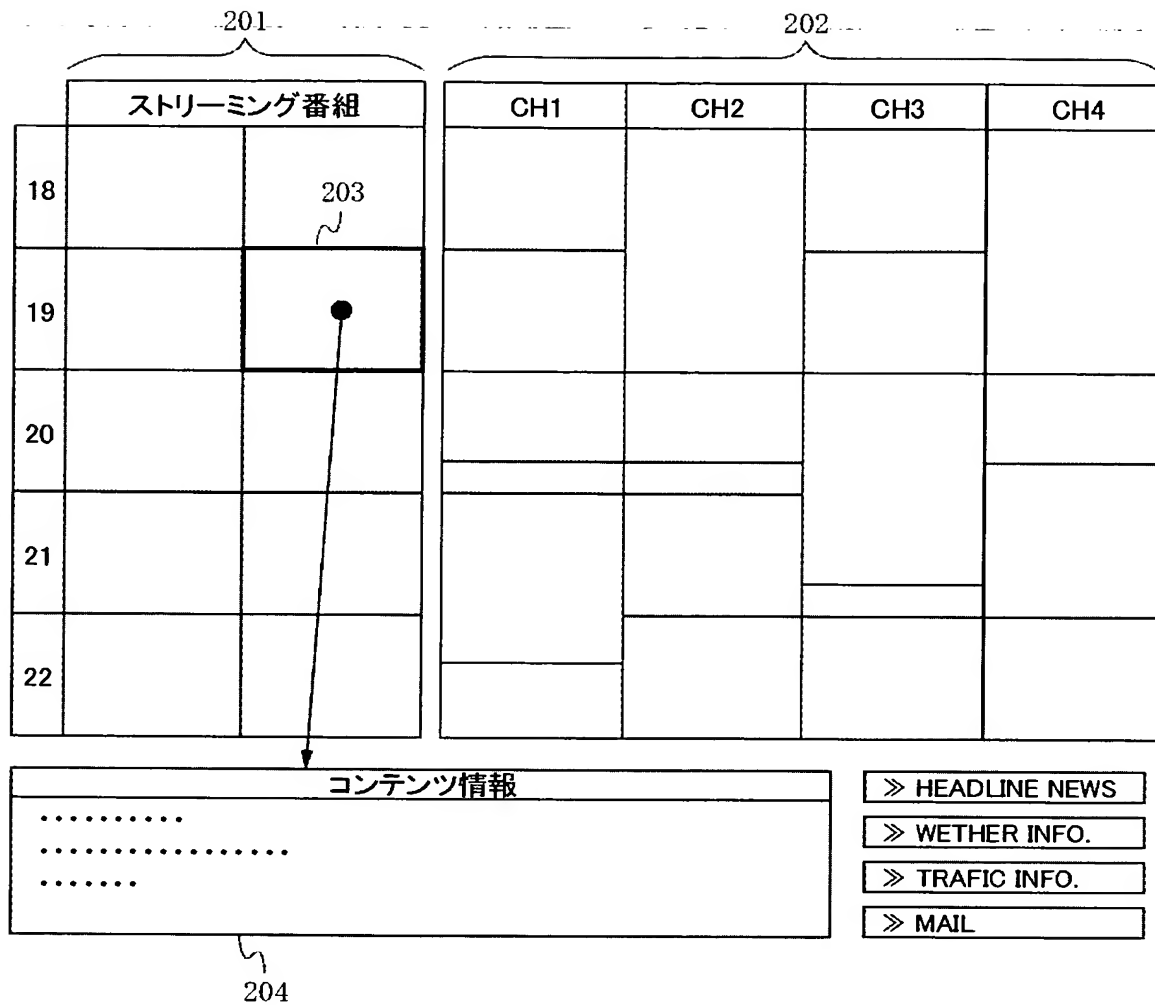 201
202
ストリーミング番組
CH1
CH2
CH3
CH4
18
203
19
20
21
22
コンテンツ情報
≫ HEADLINE NEWS
≫ WETHER INFO.
≫ TRAFIC INFO.
≫ MAIL
204